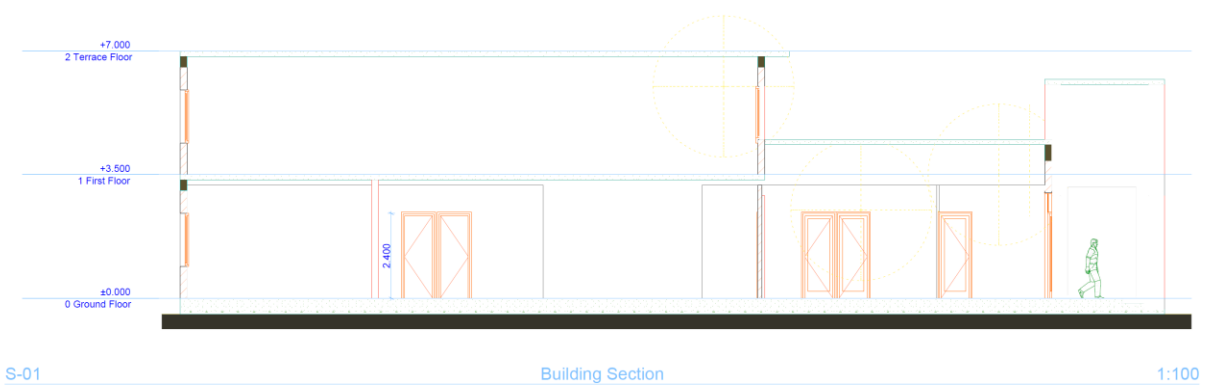 +7.000
2 Terrace Floor
+3.500
1 First Floor
2.400
±0.000
0 Ground Floor
S-01
Building Section
1:100